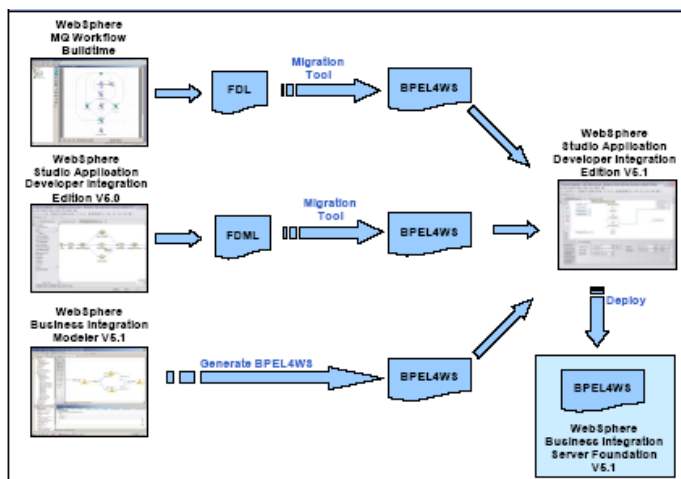 WebSphere
MQ Workflow
Buildtime
FDL
Migration
Tool
BPEL4WS
WebSphere
Studio Application
Developer Integration
Edition V5.0
FDML
Migration
Tool
BPEL4WS
WebSphere
Studio Application
Developer Integration
Edition V5.1
WebSphere
Business Integration
Modeler V5.1
Generate BPEL4WS
BPEL4WS
Deploy
BPEL4WS
WebSphere
Business Integration
Server Foundation
V5.1